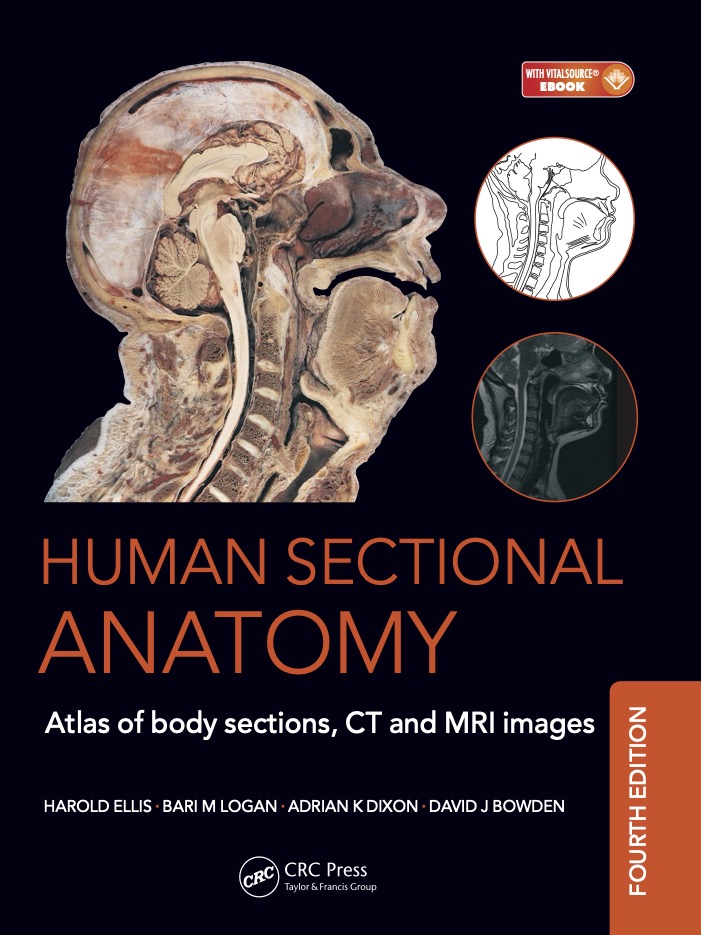 WITH VITALSOURCE®
EBOOK
HUMAN SECTIONAL
ANATOMY
Atlas of body sections, CT and MRI images
HAROLD ELLIS · BARI M LOGAN · ADRIAN K DIXON · DAVID J BOWDEN
FOURTH EDITION
CRC
CRC Press
Taylor & Francis Group